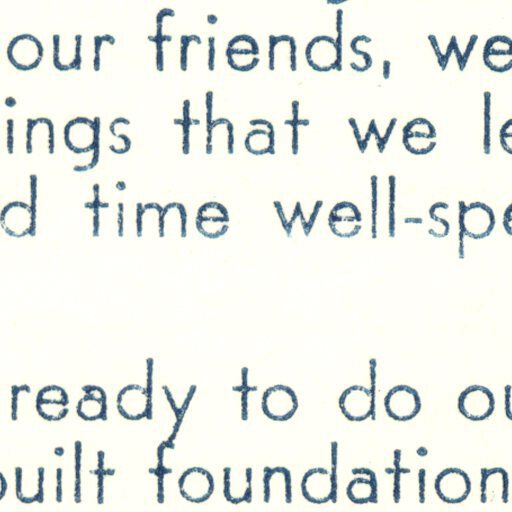 our friends, we
ings that we le
d time well-spe
ready to do ou
built foundation